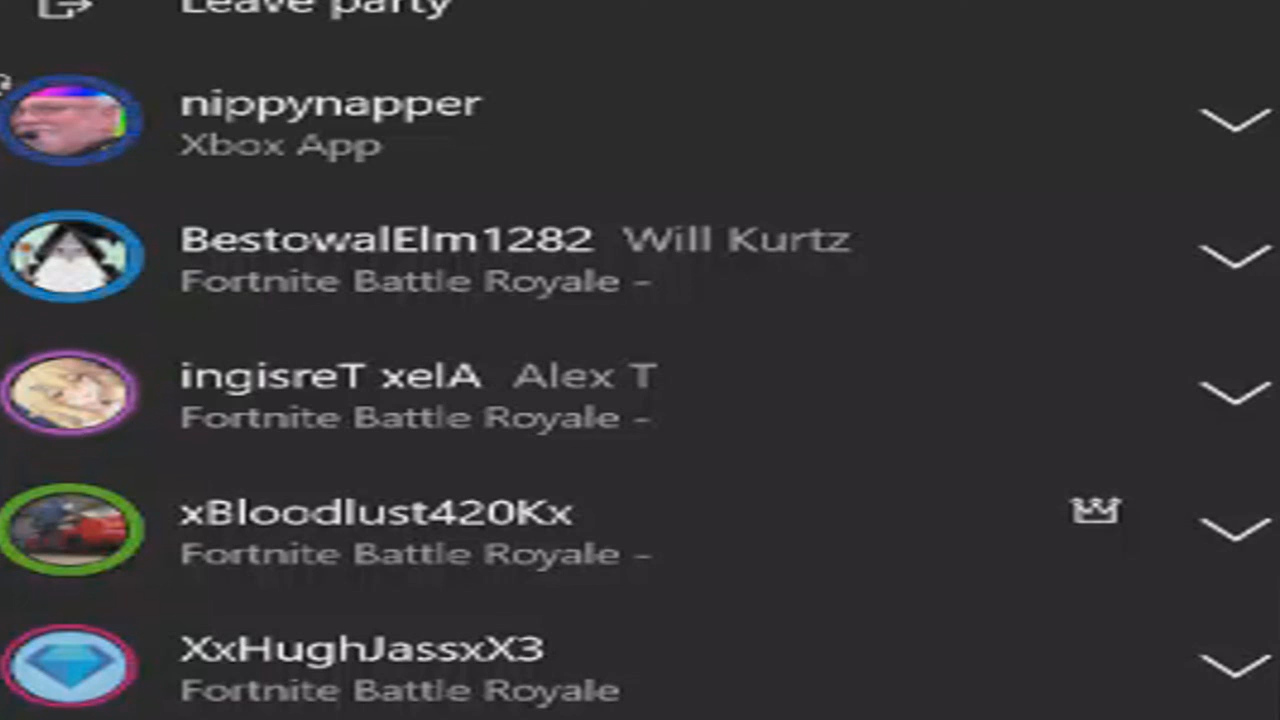 Leave party
nippynapper
Xbox App
BestowalElm1282 Will Kurtz
Fortnite Battle Royale -
ingisreT xelA Alex T
Fortnite Battle Royale -
xBloodlust420Kx
Fortnite Battle Royale -
XxHughJassxX3
Fortnite Battle Royale